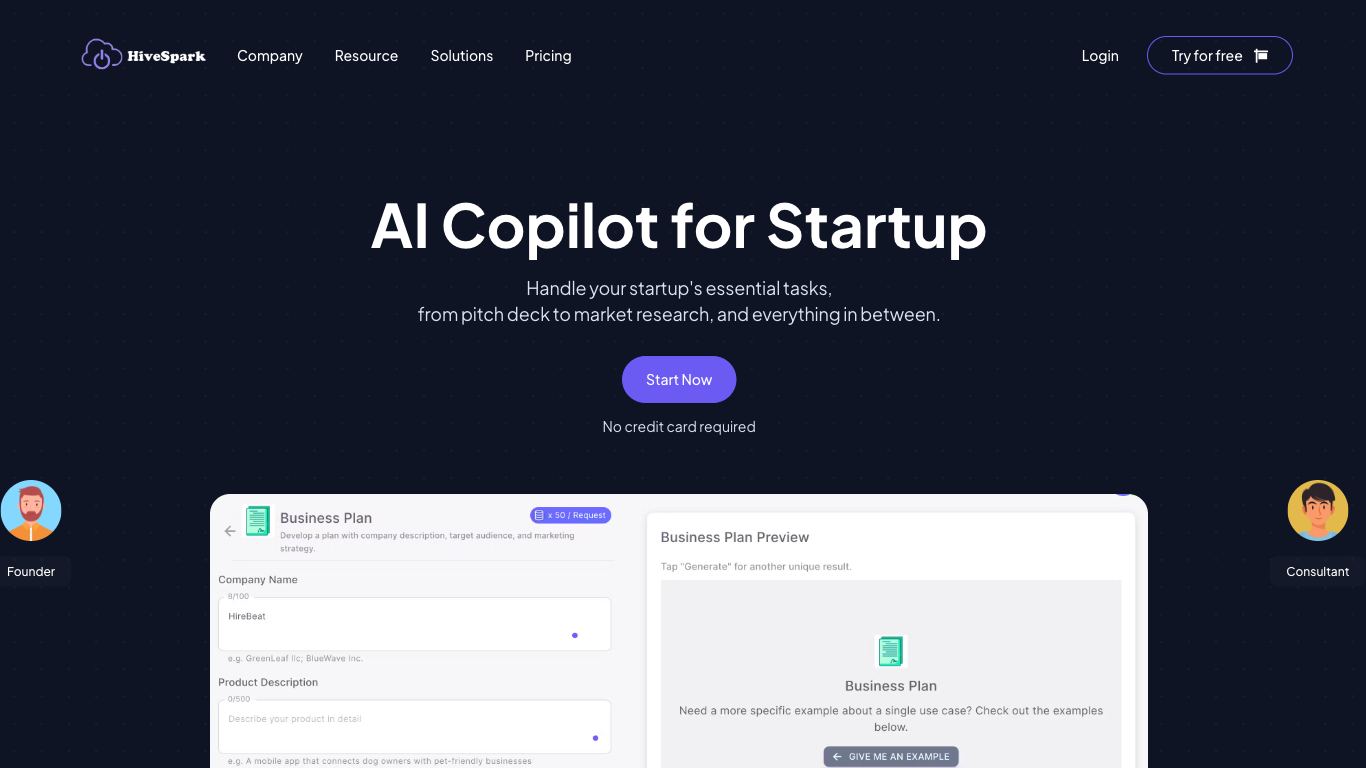 HiveSpark
Company
Resource
Solutions
Pricing
Login
Try for free
AI Copilot for Startup
Handle your startup's essential tasks,
from pitch deck to market research, and everything in between.
Start Now
No credit card required
Founder
Consultant
Business Plan
x 50 / Request
Develop a plan with company description, target audience, and marketing
strategy.
Company Name
8/100
HireBeat
e.g. GreenLeaf llc; BlueWave Inc.
Product Description
0/500
Describe your product in detail
e.g. A mobile app that connects dog owners with pet-friendly businesses
Business Plan Preview
Tap "Generate" for another unique result.
Business Plan
Need a more specific example about a single use case? Check out the examples
below.
GIVE ME AN EXAMPLE